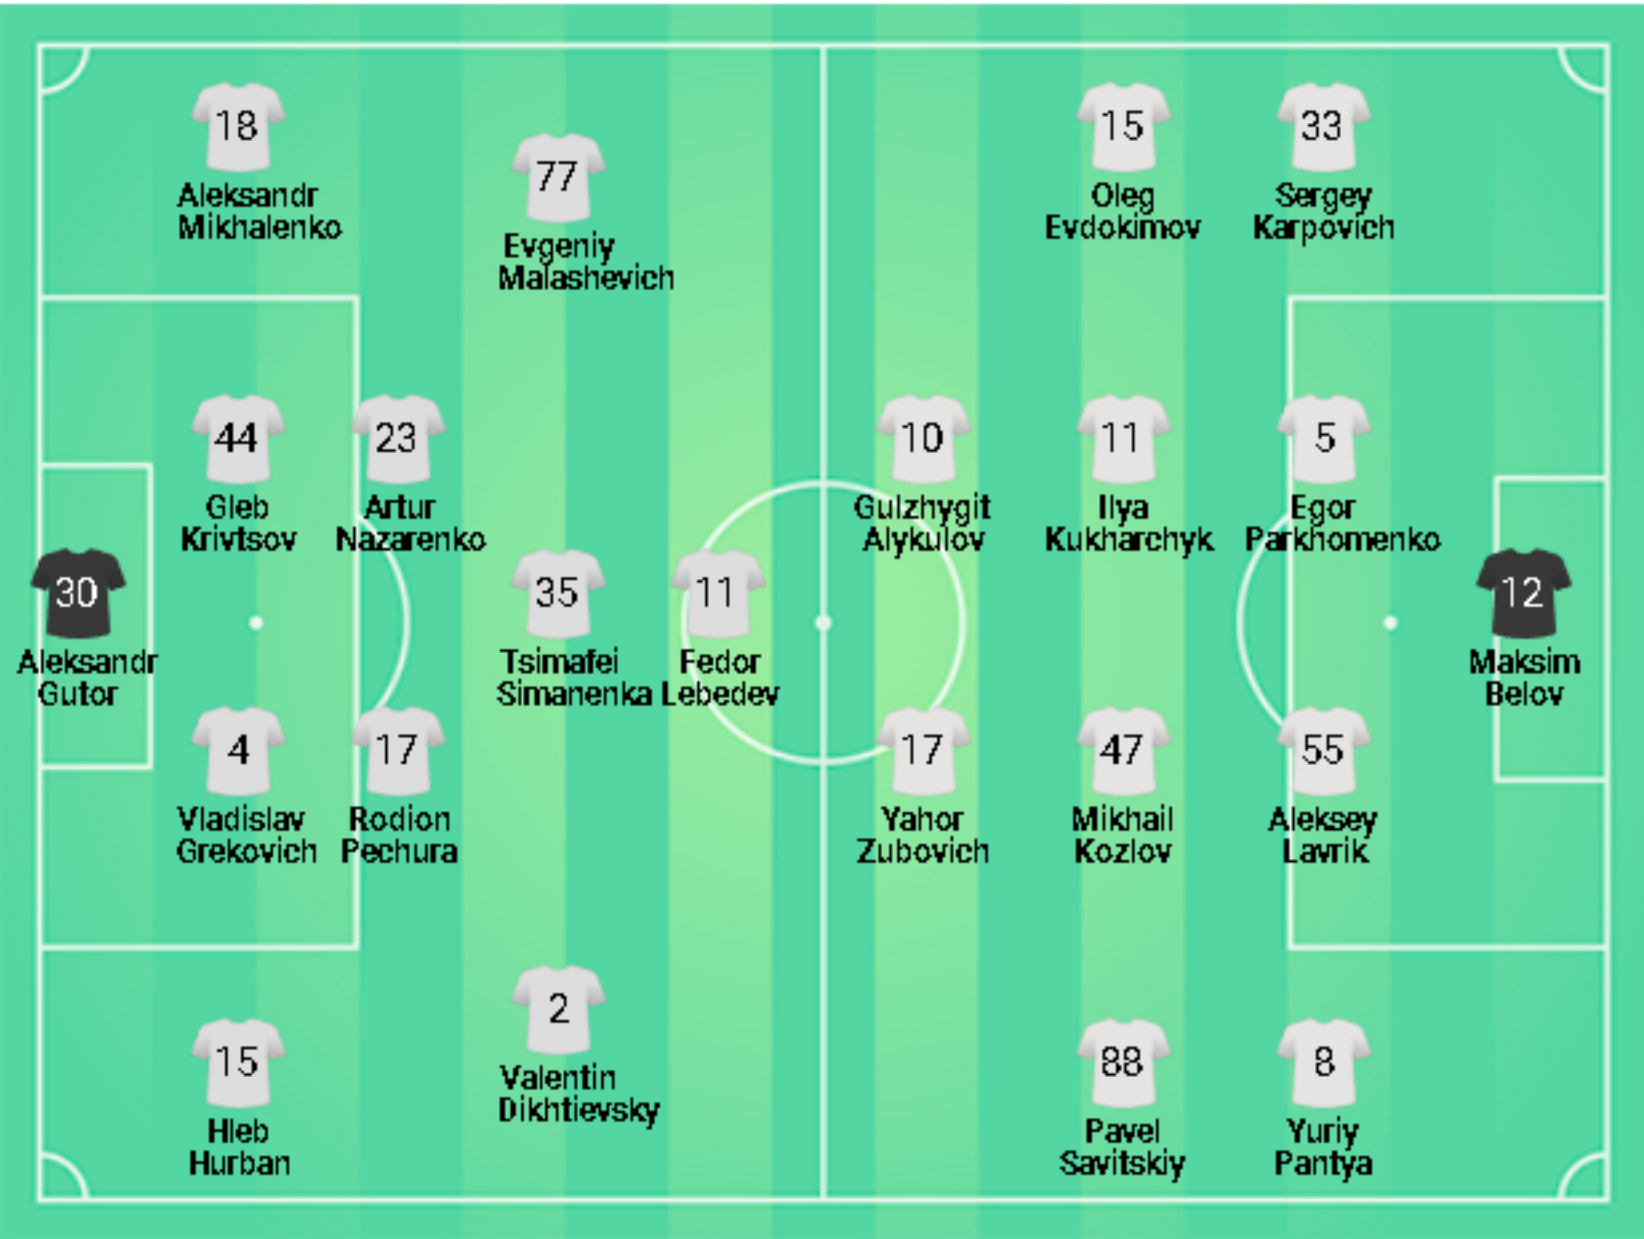 18
Aleksandr
Mikhalenko
77
Evgeniy
Malashevich
15
Oleg
Evdokimov
33
Sergey
Karpovich
44
Gleb
Krivtsov
23
Artur
Nazarenko
10
Gulzhygit
Alykulov
11
Ilya
Kukharchyk
5
Egor
Parkhomenko
30
Aleksandr
Gutor
35
Tsimafei
Simanenka
11
Fedor
Lebedev
12
Maksim
Belov
4
Vladislav
Grekovich
17
Rodion
Pechura
17
Yahor
Zubovich
47
Mikhail
Kozlov
55
Aleksey
Lavrik
2
Valentin
Dikhtievsky
15
Hleb
Hurban
88
Pavel
Savitskiy
8
Yuriy
Pantya